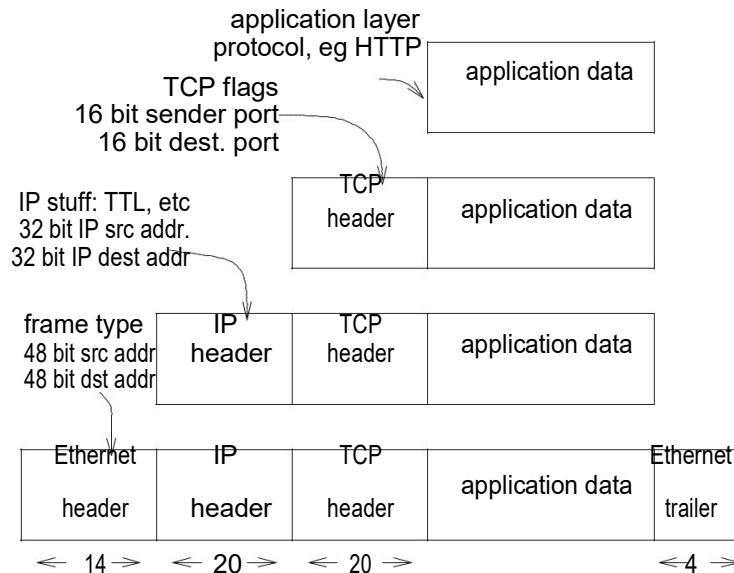 application layer
protocol, eg HTTP
application data
TCP flags
16 bit sender port
16 bit dest. port
TCP
header
application data
IP stuff: TTL, etc
32 bit IP src addr.
32 bit IP dest addr
IP
header
TCP
header
application data
frame type
48 bit src addr
48 bit dst addr
Ethernet
header
IP
header
TCP
header
application data
Ethernet
trailer
14
20
20
4